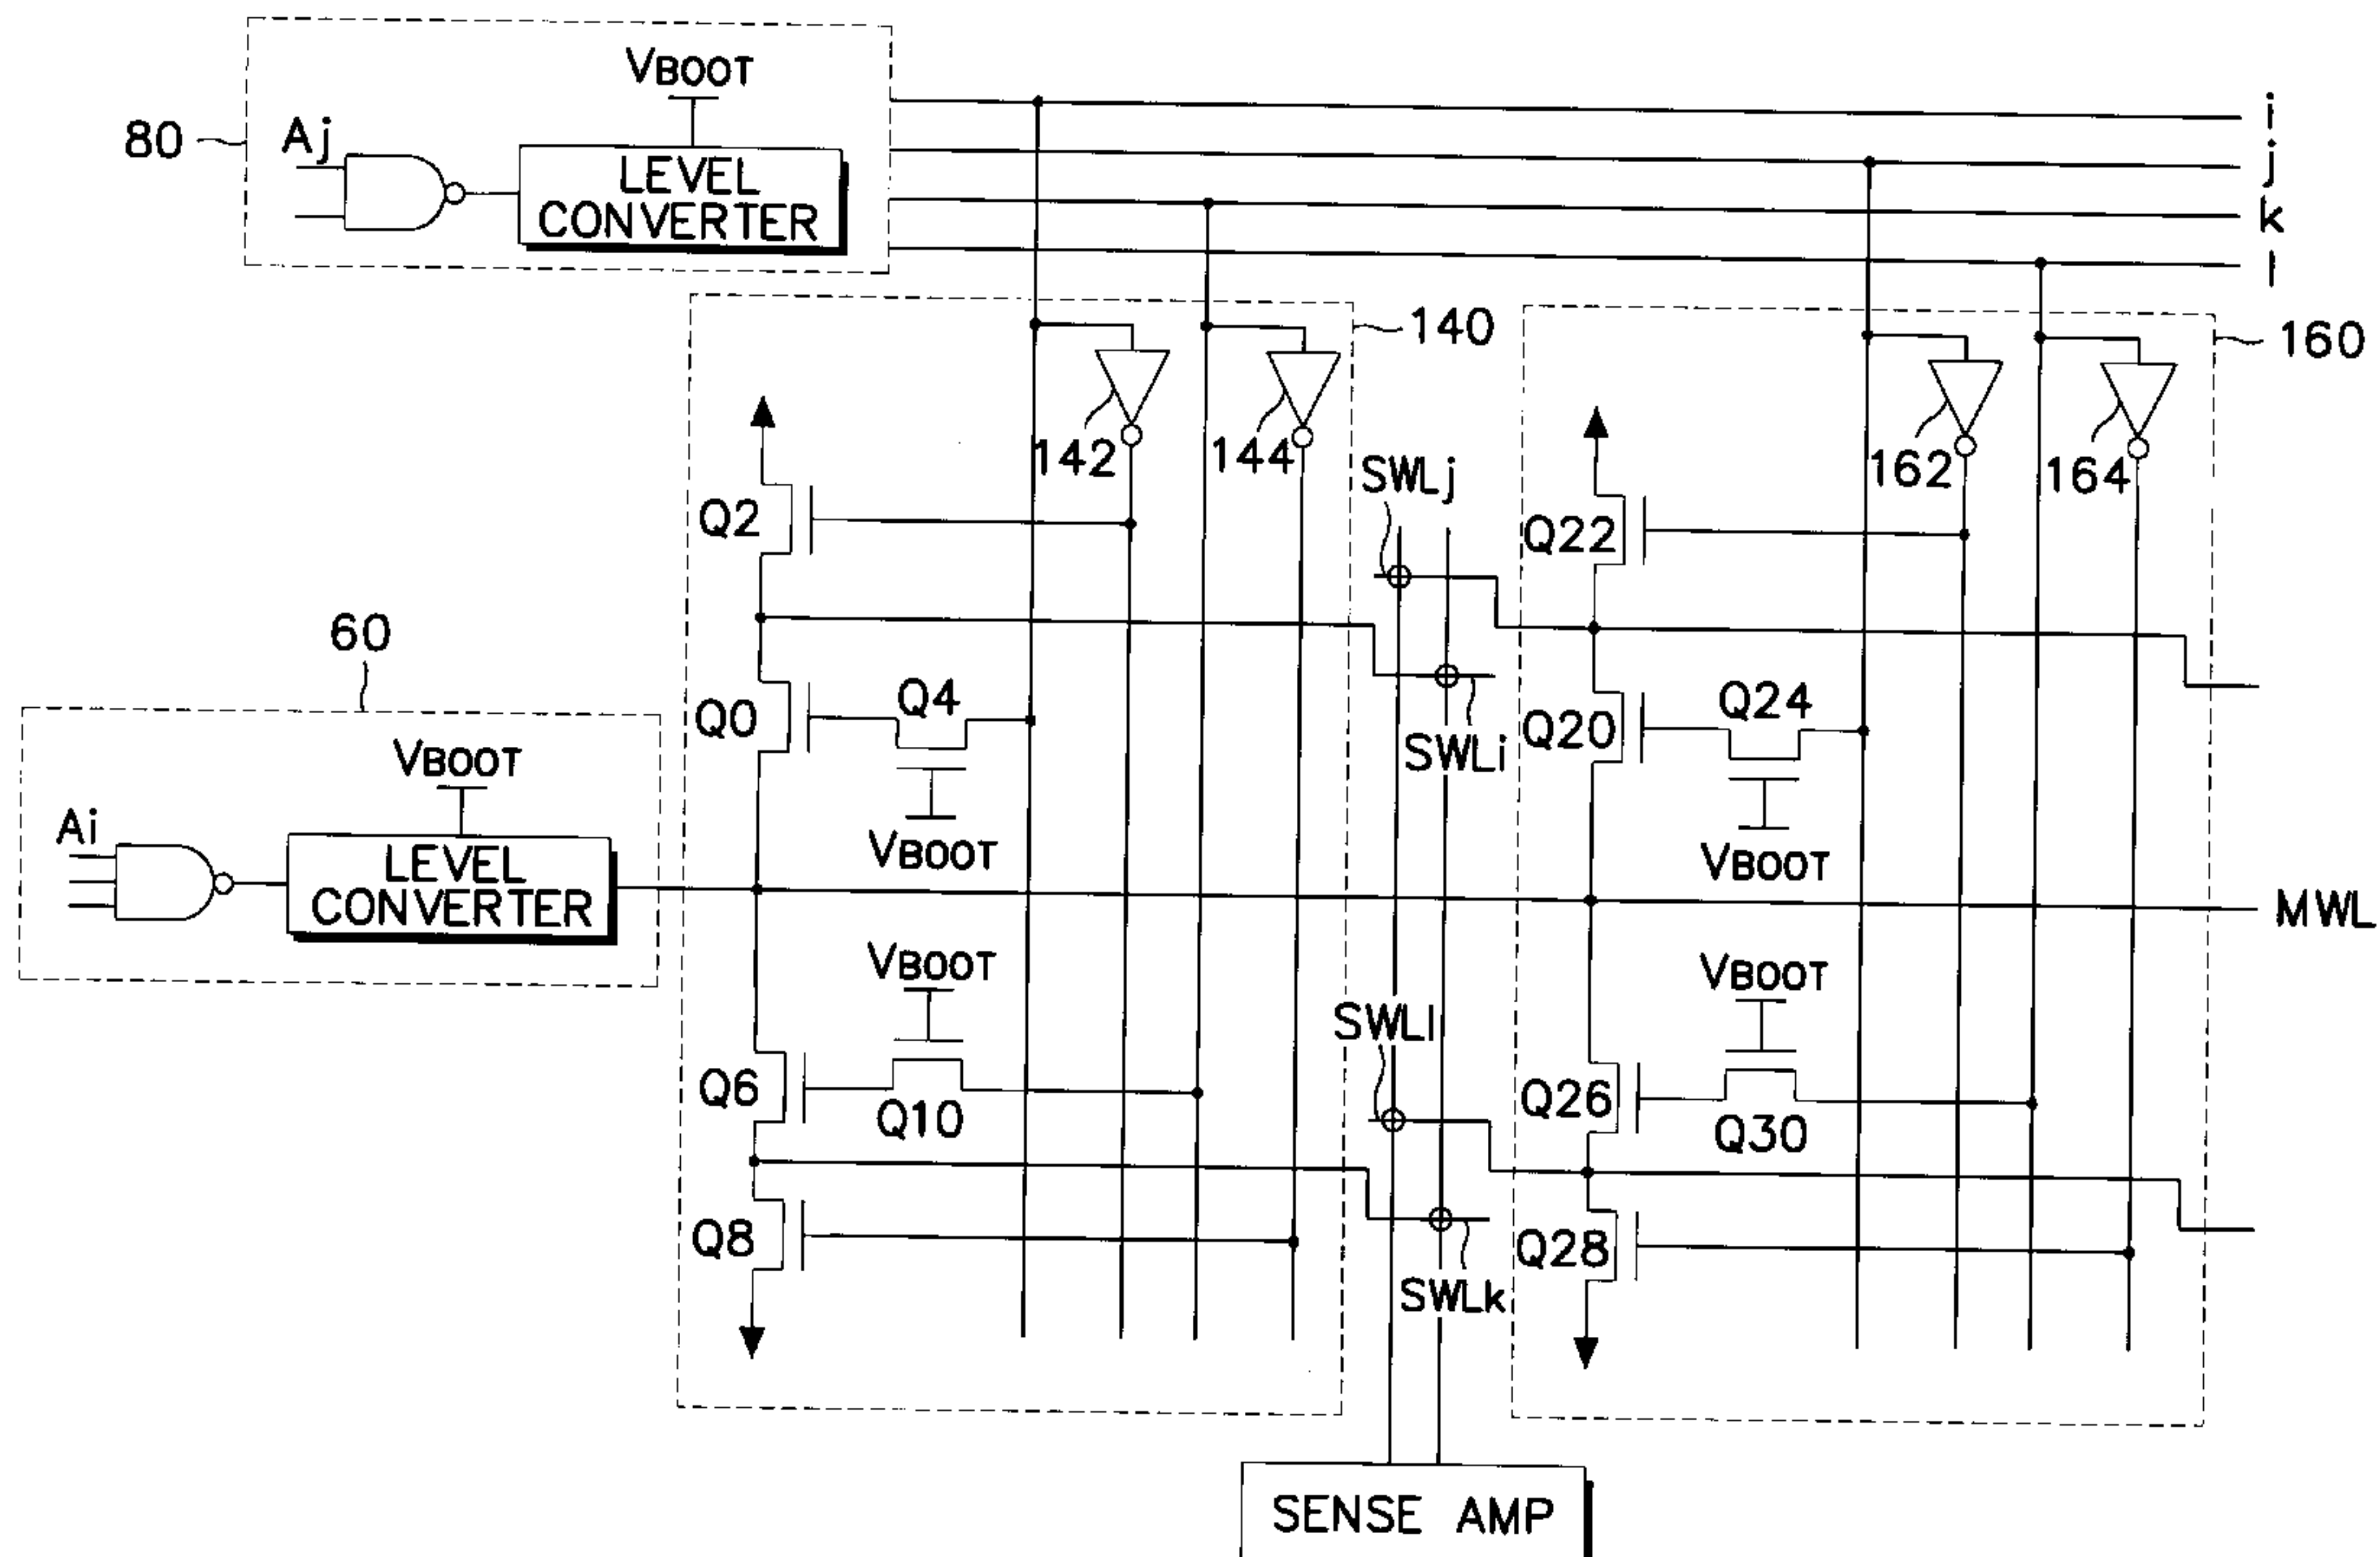 VBOOT
80
Aj
LEVEL
CONVERTER
i
j
k
l
140
160
142
144
SWLj
162
164
Q2
Q22
60
Q0
Q4
Q20
Q24
SWLi
VBOOT
VBOOT
VBOOT
Ai
LEVEL
CONVERTER
MWL
VBOOT
VBOOT
SWLl
Q6
Q10
Q26
Q30
Q8
Q28
SWLk
SENSE AMP